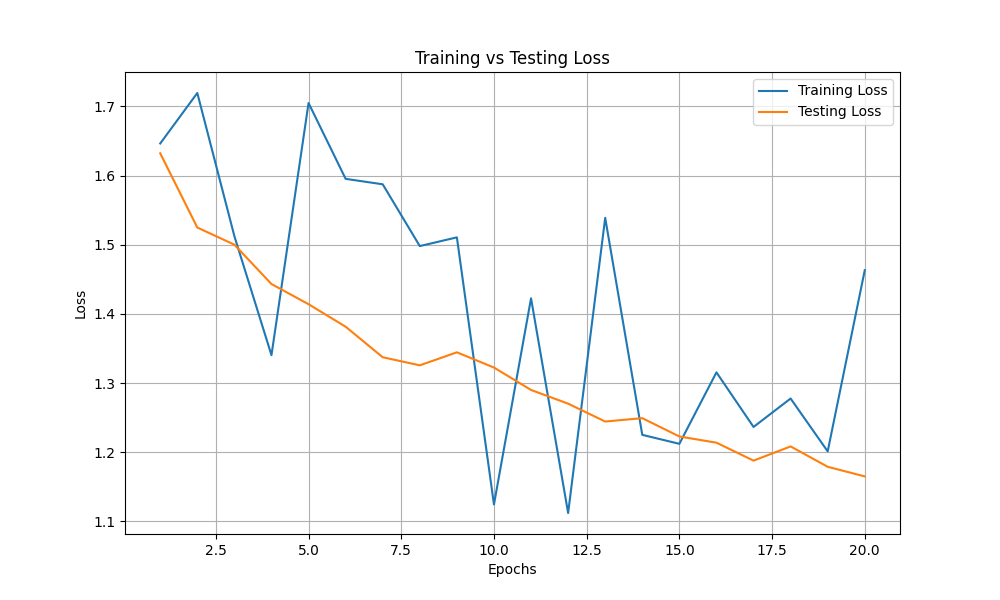 Training vs Testing Loss
Training Loss
Testing Loss
1.7
1.6
1.5
1.4
1.3
1.2
1.1
Loss
2.5 5.0 7.5 10.0 12.5 15.0 17.5 20.0
Epochs